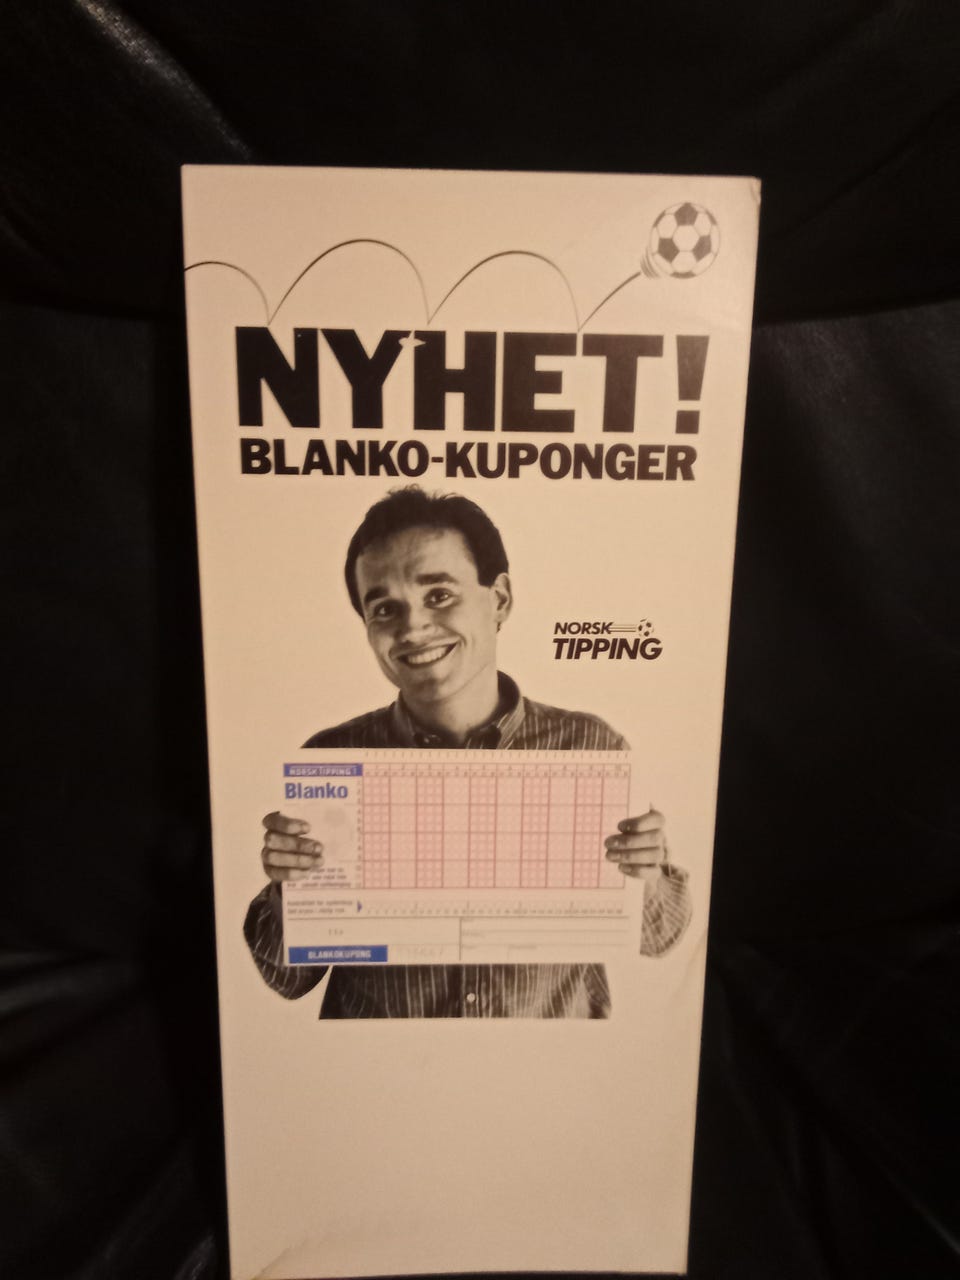 NYHET!
BLANKO-KUPONGER
NORSK
TIPPING
NORSK TIPPING
Blanko
BLANKOKUPONG